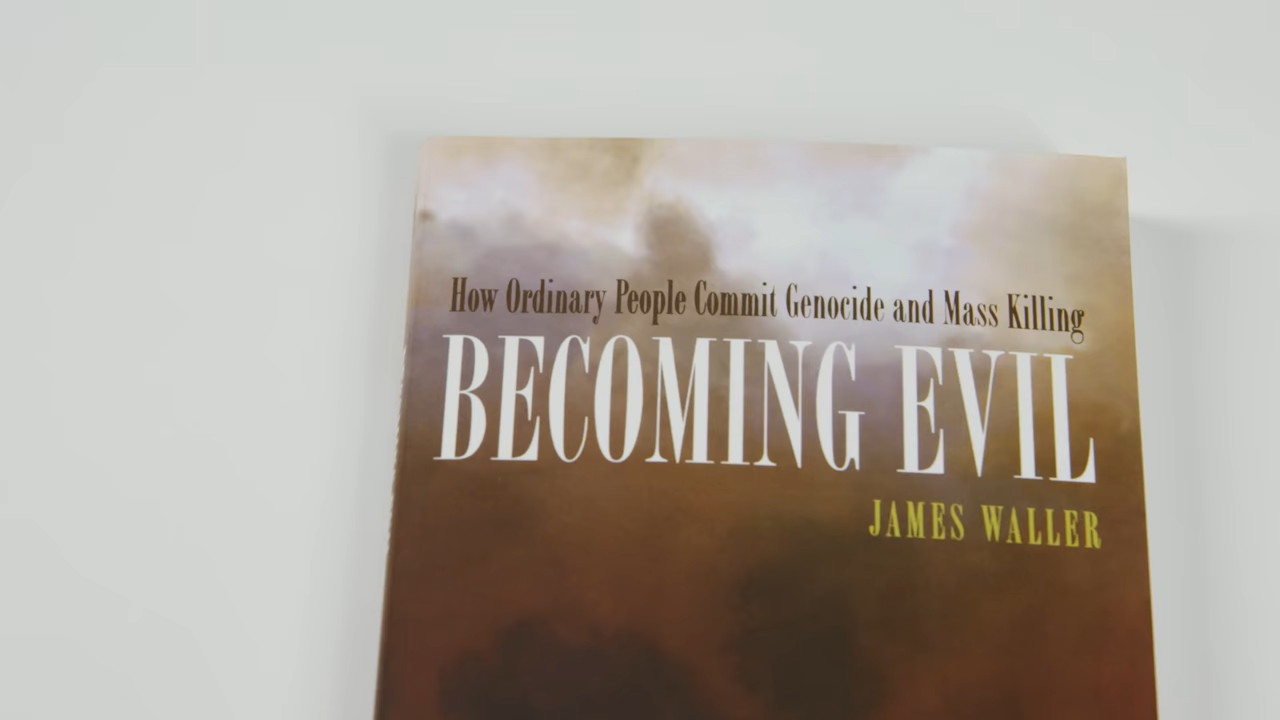 How Ordinary People Commit Genocide and Mass Killing
BECOMING EVIL
JAMES WALLER